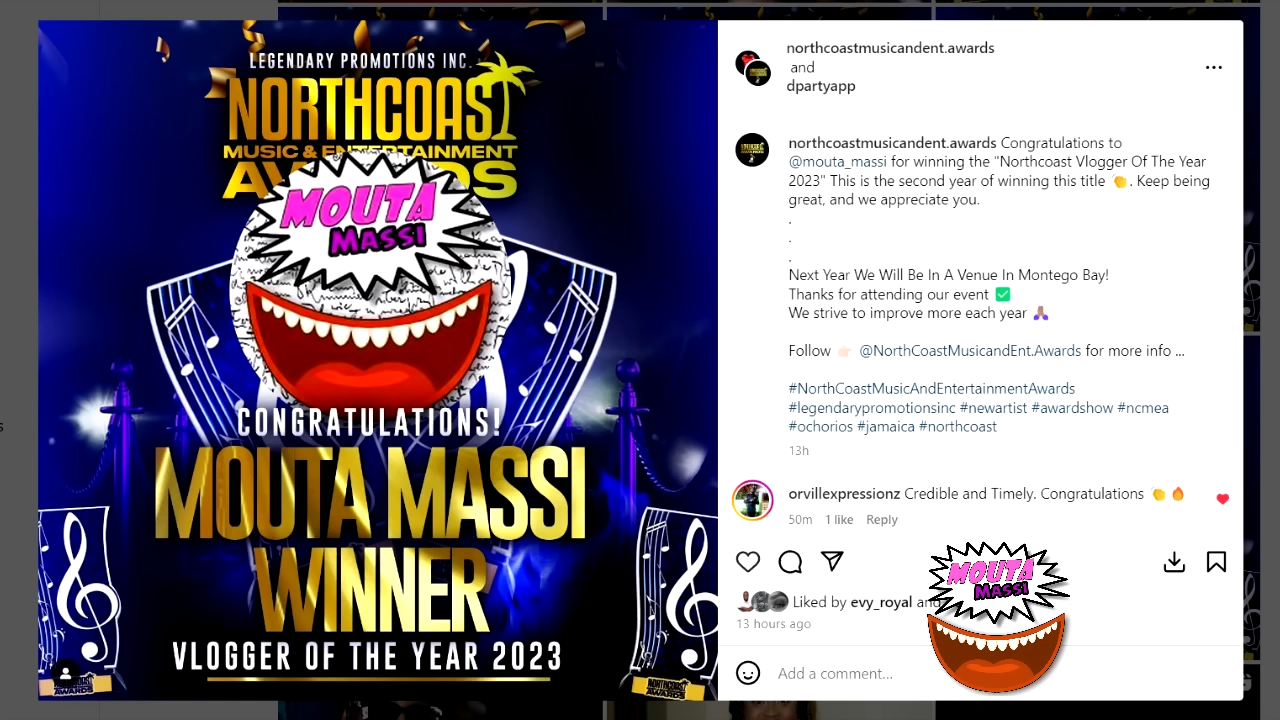 LEGENDARY PROMOTIONS INC.
NORTHCOAST
MUSIC & ENTERTAINMENT
AWARDS
MOUTA
MASSI
CONGRATULATIONS!
MOUTA MASSI
WINNER
VLOGGER OF THE YEAR 2023
NORTHCOAST
AWARDS
northcoastmusicandent.awards
and
dpartyapp
northcoastmusicandent.awards Congratulations to
@mouta_massi for winning the "Northcoast Vlogger Of The Year
2023" This is the second year of winning this title 👏. Keep being
great, and we appreciate you.
.
.
.
Next Year We Will Be In A Venue In Montego Bay!
Thanks for attending our event ✅
We strive to improve more each year 🙏🏽
Follow 👉🏻 @NorthCoastMusicandEnt.Awards for more info ...
#NorthCoastMusicAndEntertainmentAwards
#legendarypromotionsinc #newartist #awardshow #ncmea
#ochorios #jamaica #northcoast
13h
orvillexpressionz Credible and Timely. Congratulations 👏🔥
50m 1 like Reply
Liked by evy_royal and
13 hours ago
MOUTA
MASSI
Add a comment...